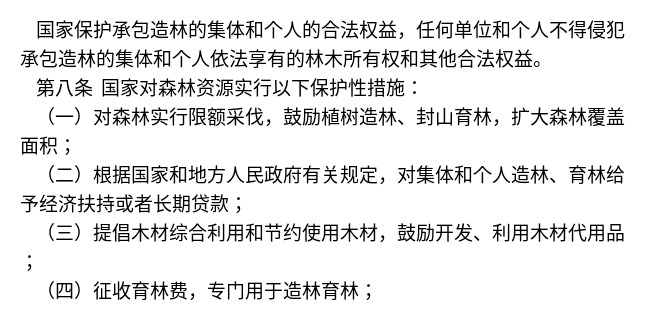 国家保护承包造林的集体和个人的合法权益，任何单位和个人不得侵犯
承包造林的集体和个人依法享有的林木所有权和其他合法权益。
第八条 国家对森林资源实行以下保护性措施：
（一）对森林实行限额采伐，鼓励植树造林、封山育林，扩大森林覆盖
面积；
（二）根据国家和地方人民政府有关规定，对集体和个人造林、育林给
予经济扶持或者长期贷款；
（三）提倡木材综合利用和节约使用木材，鼓励开发、利用木材代用品
；
（四）征收育林费，专门用于造林育林；